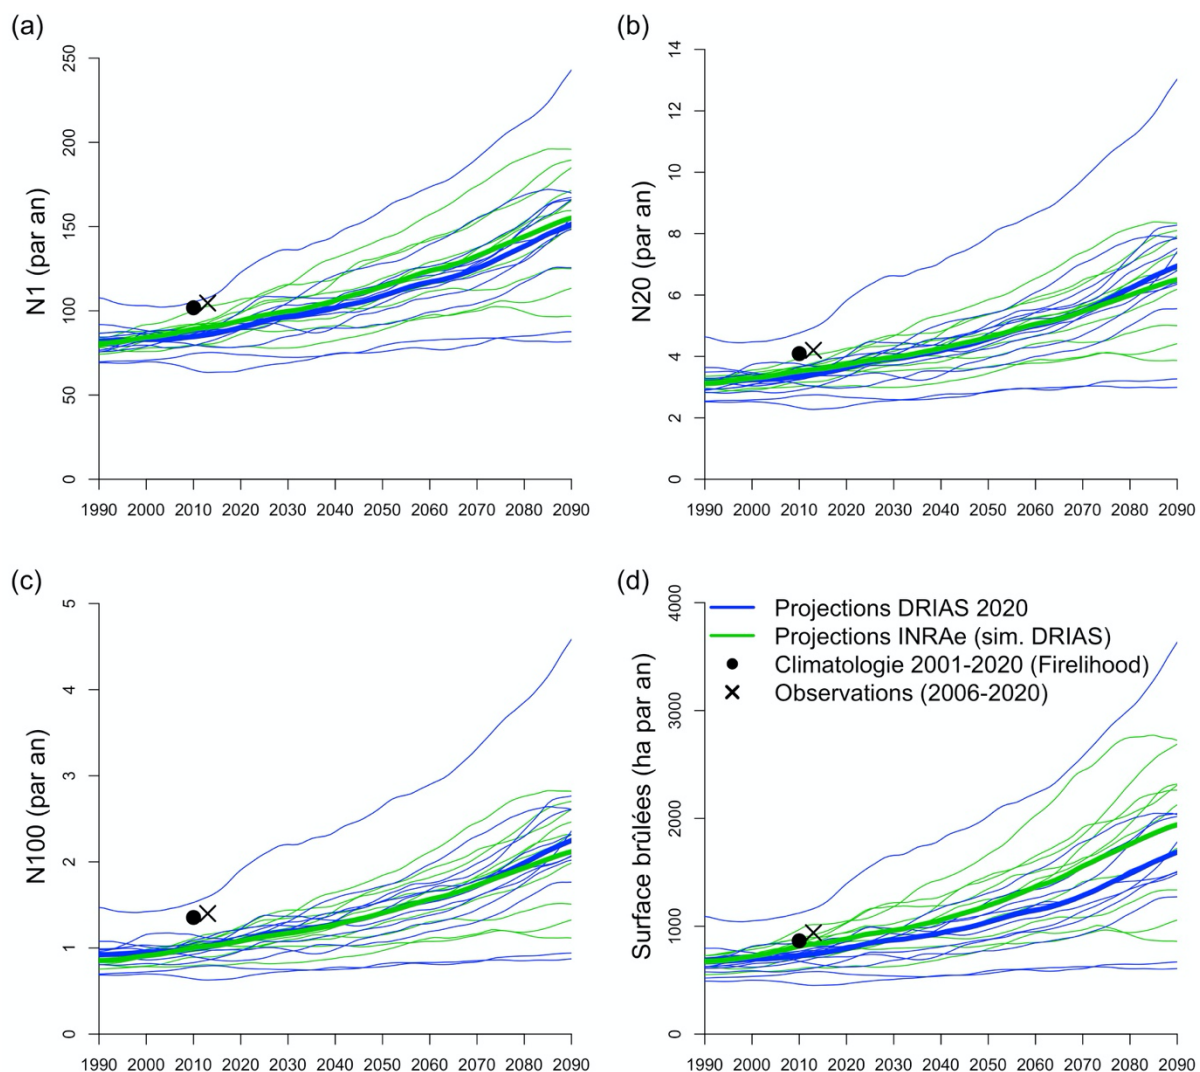 (a)
N1 (par an)
250
200
150
100
50
0
1990 2000 2010 2020 2030 2040 2050 2060 2070 2080 2090
(b)
N20 (par an)
14
12
10
8
6
4
2
0
1990 2000 2010 2020 2030 2040 2050 2060 2070 2080 2090
(c)
N100 (par an)
5
4
3
2
1
0
1990 2000 2010 2020 2030 2040 2050 2060 2070 2080 2090
(d)
Surface brûlées (ha par an)
4000
3000
2000
1000
0
Projections DRIAS 2020
Projections INRAe (sim. DRIAS)
Climatologie 2001-2020 (Firelihood)
Observations (2006-2020)
1990 2000 2010 2020 2030 2040 2050 2060 2070 2080 2090